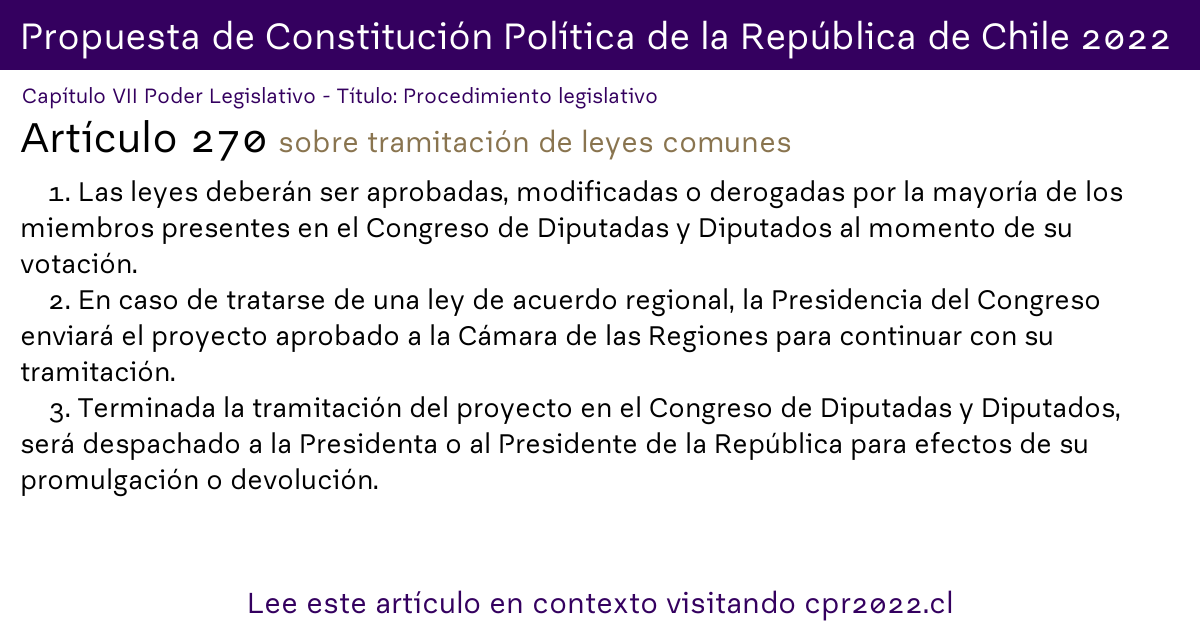 Propuesta de Constitución Política de la República de Chile 2022
Capítulo VII Poder Legislativo - Título: Procedimiento legislativo
Artículo 270 sobre tramitación de leyes comunes
1. Las leyes deberán ser aprobadas, modificadas o derogadas por la mayoría de los
miembros presentes en el Congreso de Diputadas y Diputados al momento de su
votación.
2. En caso de tratarse de una ley de acuerdo regional, la Presidencia del Congreso
enviará el proyecto aprobado a la Cámara de las Regiones para continuar con su
tramitación.
3. Terminada la tramitación del proyecto en el Congreso de Diputadas y Diputados,
será despachado a la Presidenta o al Presidente de la República para efectos de su
promulgación o devolución.
Lee este artículo en contexto visitando cpr2022.cl